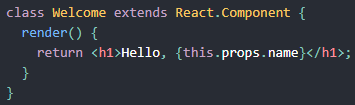 class Welcome extends React.Component {
  render() {
    return <h1>Hello, {this.props.name}</h1>;
  }
}